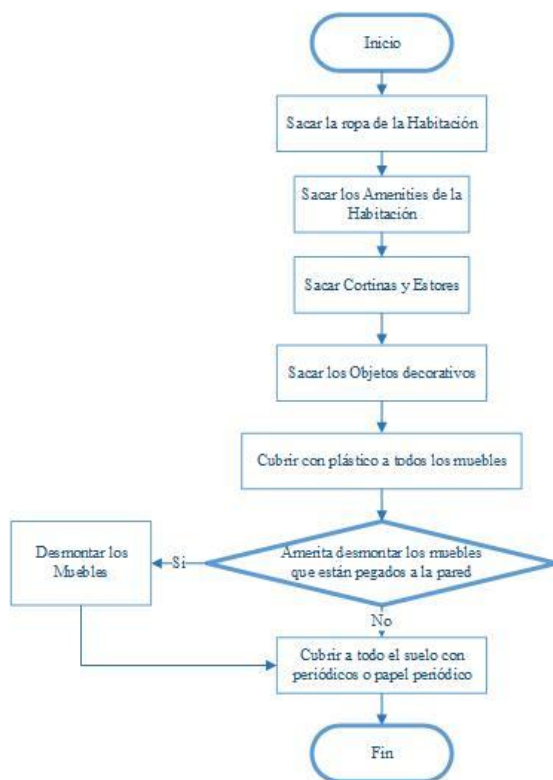 Inicio
Sacar la ropa de la Habitación
Sacar los Amenities de la
Habitación
Sacar Cortinas y Estores
Sacar los Objetos decorativos
Cubrir con plástico a todos los muebles
Amerita desmontar los muebles
que están pegados a la pared
Si
Desmontar los
Muebles
No
Cubrir a todo el suelo con
periódicos o papel periódico
Fin